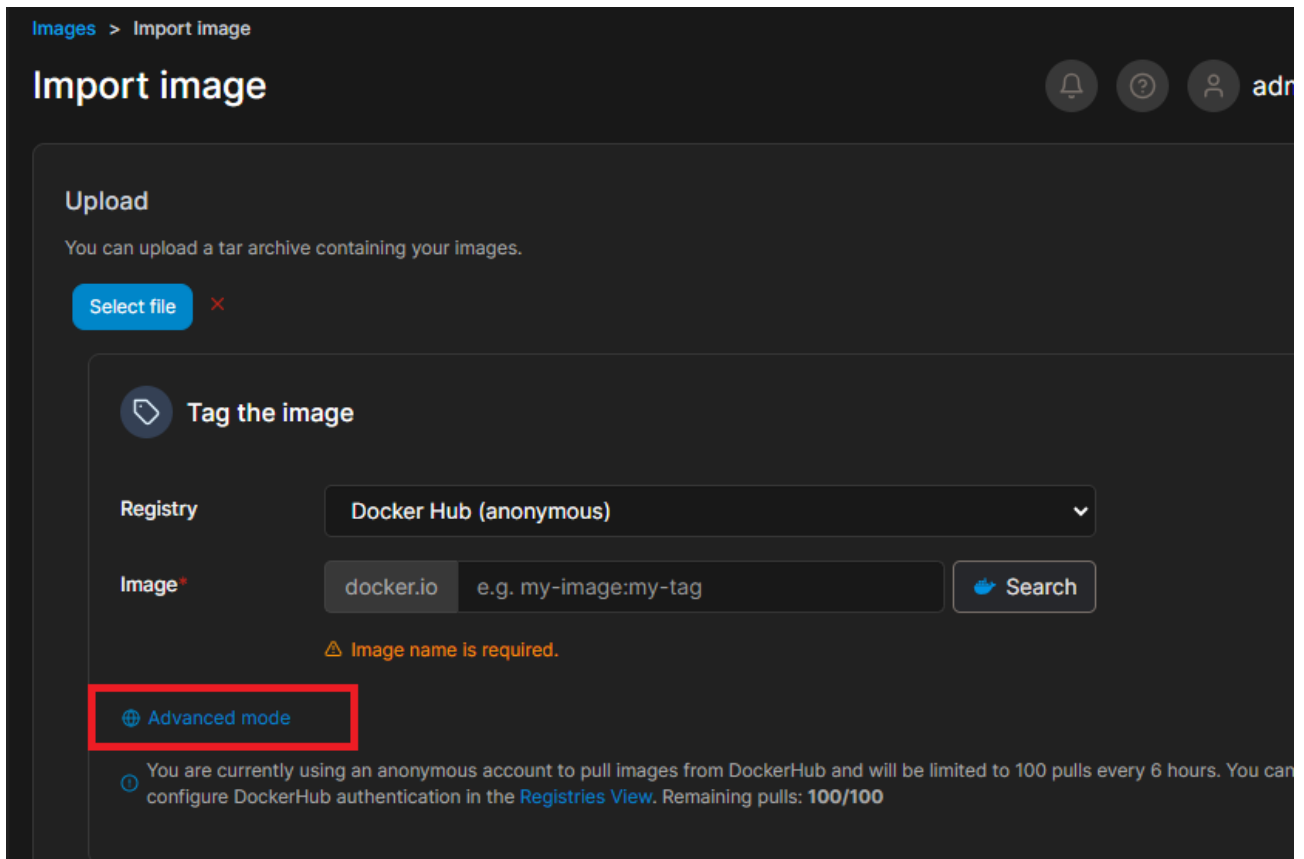 Images > Import image
Import image
Upload
You can upload a tar archive containing your images.
Select file
Tag the image
Registry
Docker Hub (anonymous)
Image*
docker.io
e.g. my-image:my-tag
Search
Image name is required.
Advanced mode
You are currently using an anonymous account to pull images from DockerHub and will be limited to 100 pulls every 6 hours. You can
configure DockerHub authentication in the Registries View. Remaining pulls: 100/100